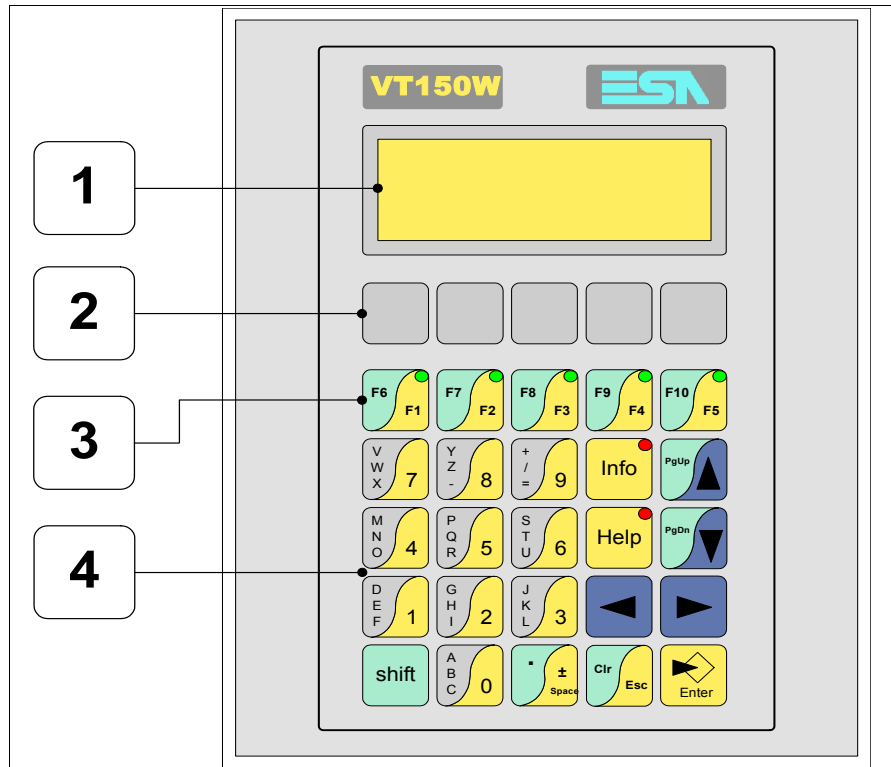 VT150W ESA
1
2
3
4
F6 F1 F7 F2 F8 F3 F9 F4 F10 F5
V W X 7 Y Z - 8 + / = 9 Info PgUp
M N O 4 P Q R 5 S T U 6 Help PgDn
D E F 1 G H I 2 J K L 3
shift A B C 0 . ± Space Clr Esc Enter